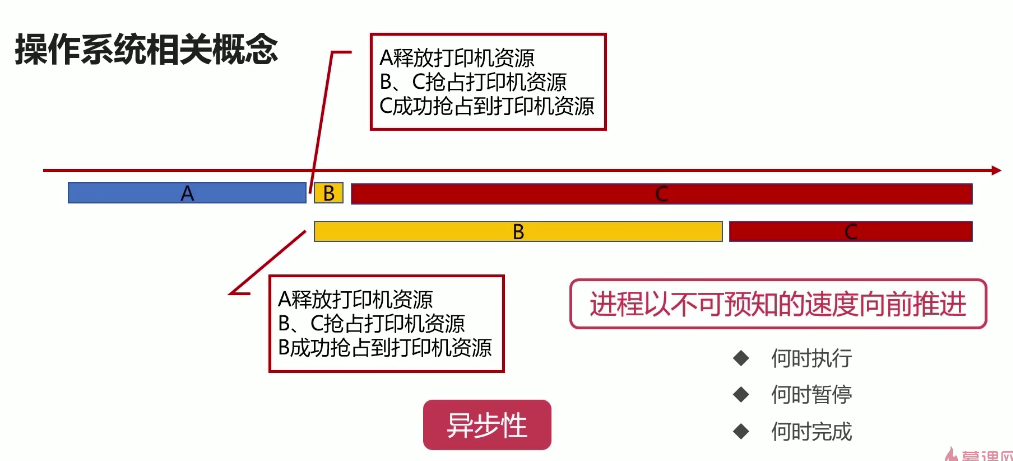 操作系统相关概念
A释放打印机资源
B、C抢占打印机资源
C成功抢占到打印机资源
A
B
C
B
C
A释放打印机资源
B、C抢占打印机资源
B成功抢占到打印机资源
进程以不可预知的速度向前推进
何时执行
何时暂停
何时完成
异步性
慕课网